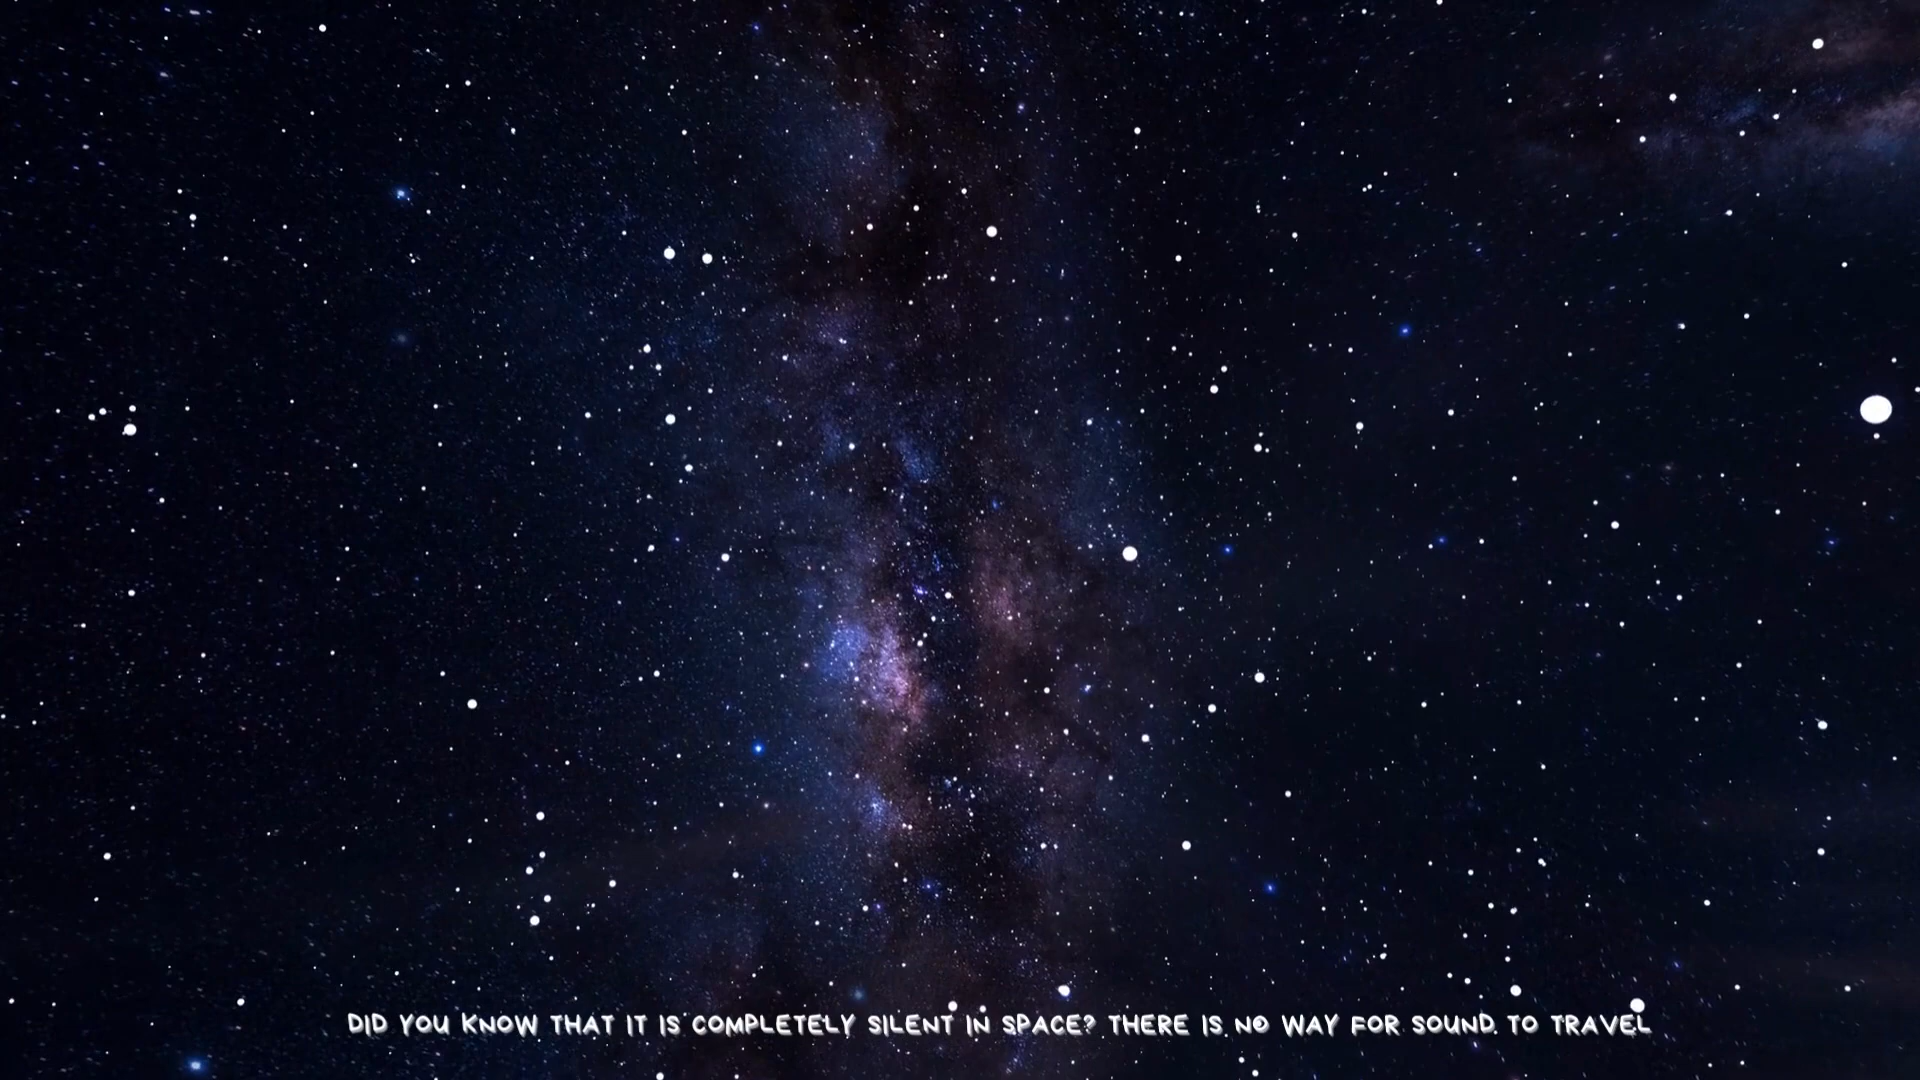 DID YOU KNOW THAT IT IS COMPLETELY SILENT IN SPACE? THERE IS NO WAY FOR SOUND TO TRAVEL